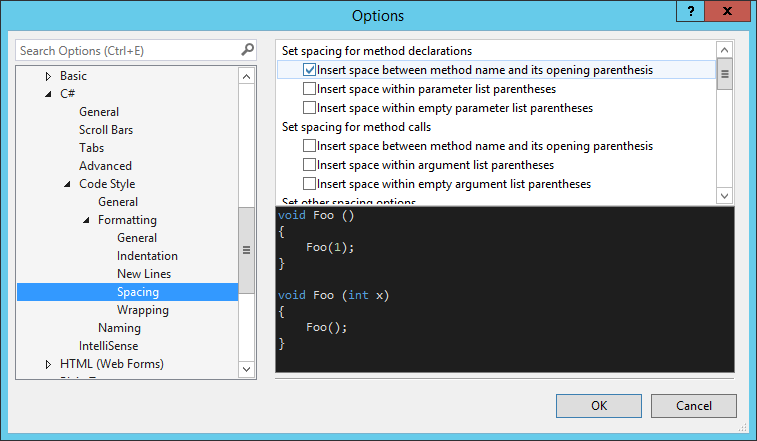 Options
?
x
Search Options (Ctrl+E)
Basic
C#
General
Scroll Bars
Tabs
Advanced
Code Style
General
Formatting
General
Indentation
New Lines
Spacing
Wrapping
Naming
IntelliSense
HTML (Web Forms)
Set spacing for method declarations
Insert space between method name and its opening parenthesis
Insert space within parameter list parentheses
Insert space within empty parameter list parentheses
Set spacing for method calls
Insert space between method name and its opening parenthesis
Insert space within argument list parentheses
Insert space within empty argument list parentheses
Set other spacing options
void Foo ()
{
    Foo(1);
}
void Foo (int x)
{
    Foo();
}
OK
Cancel